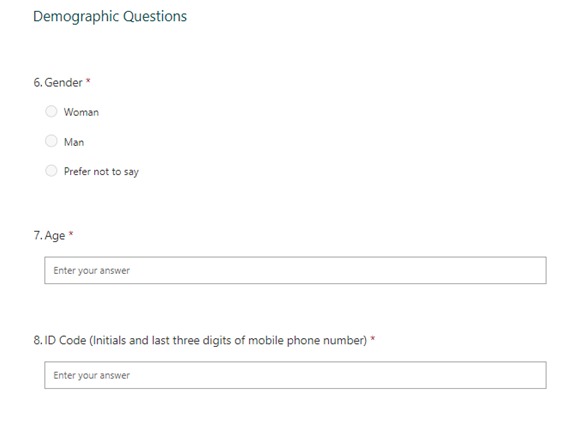 Demographic Questions
6. Gender *
Woman
Man
Prefer not to say
7. Age *
Enter your answer
8. ID Code (Initials and last three digits of mobile phone number) *
Enter your answer